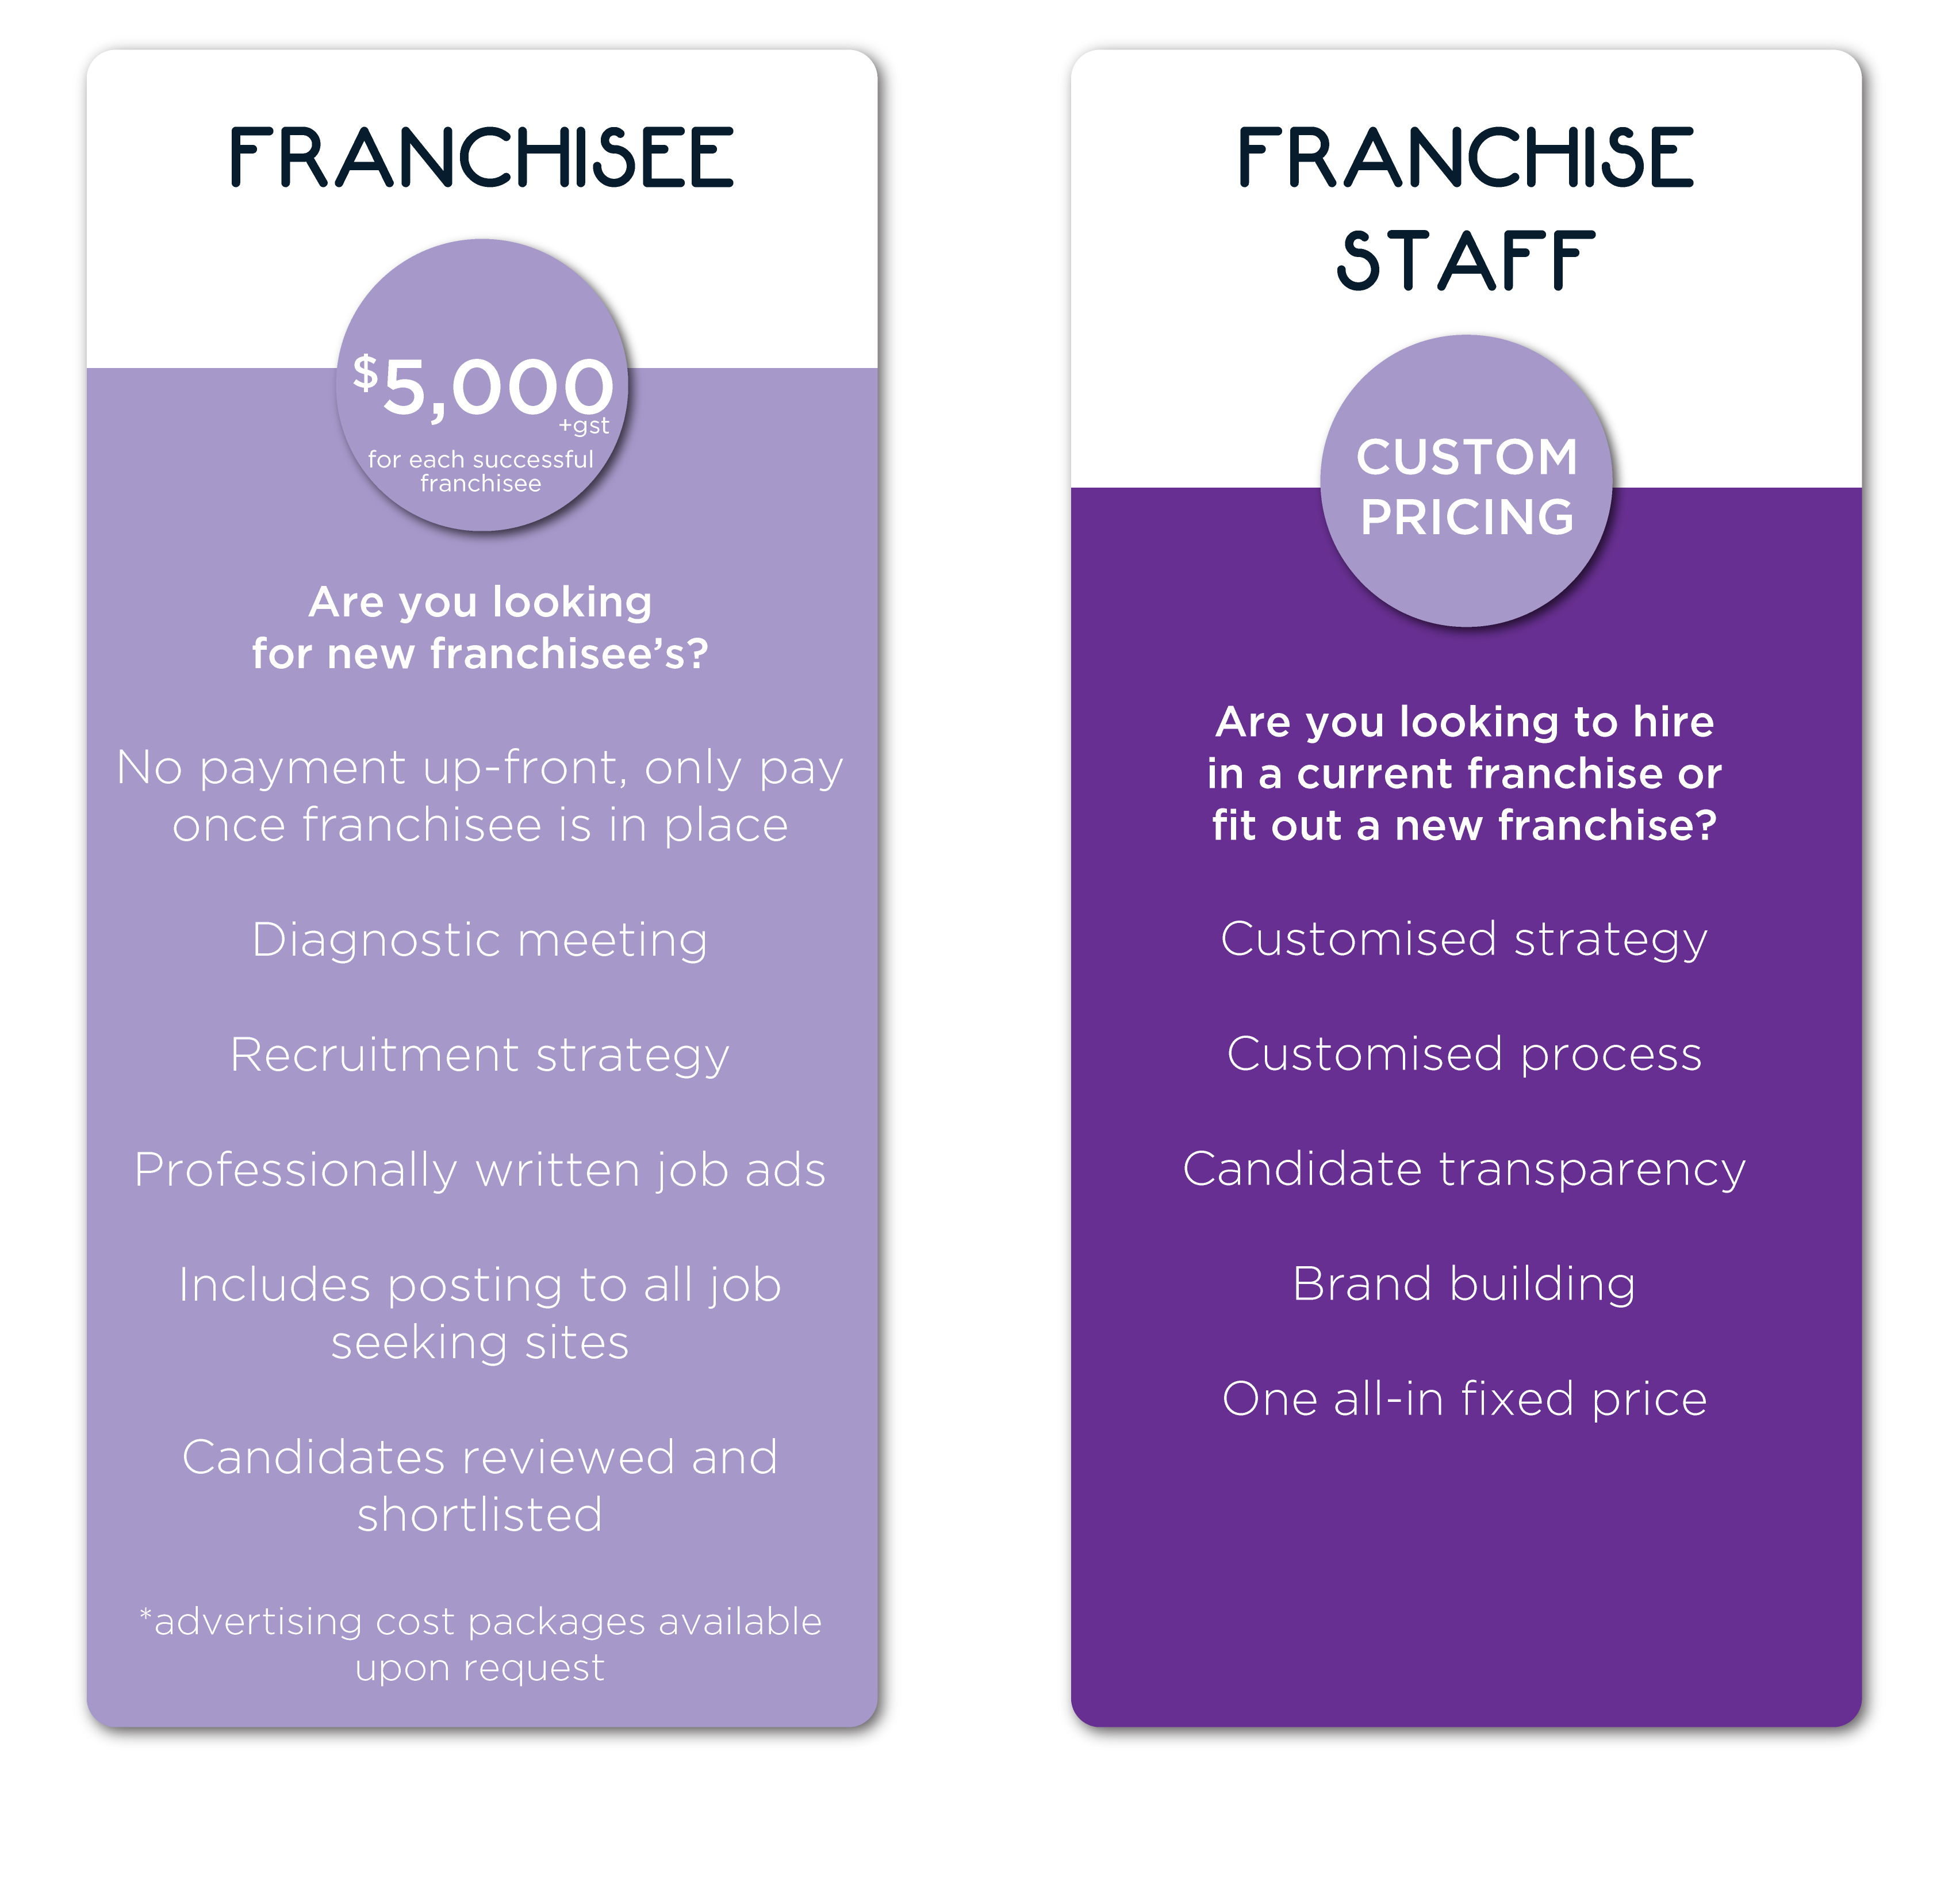 FRANCHISEE
$5,000
+gst
for each successful
franchisee
Are you looking
for new franchisee’s?
No payment up-front, only pay
once franchisee is in place
Diagnostic meeting
Recruitment strategy
Professionally written job ads
Includes posting to all job
seeking sites
Candidates reviewed and
shortlisted
*advertising cost packages available
upon request
FRANCHISE
STAFF
CUSTOM
PRICING
Are you looking to hire
in a current franchise or
fit out a new franchise?
Customised strategy
Customised process
Candidate transparency
Brand building
One all-in fixed price